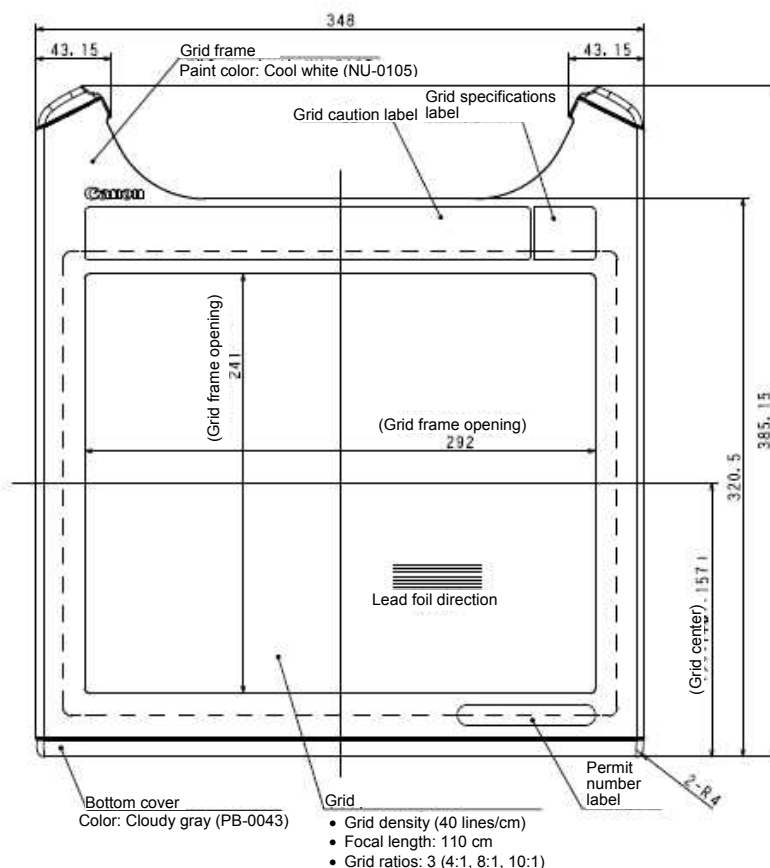 348
43.15
43.15
Grid frame
Paint color: Cool white (NU-0105)
Grid specifications
label
Grid caution label
Canon
(Grid frame opening)
241
(Grid frame opening)
292
385.15
320.5
Lead foil direction
(Grid center)
Permit
number
label
2-R4
Bottom cover
Color: Cloudy gray (PB-0043)
Grid
• Grid density (40 lines/cm)
• Focal length: 110 cm
• Grid ratios: 3 (4:1, 8:1, 10:1)